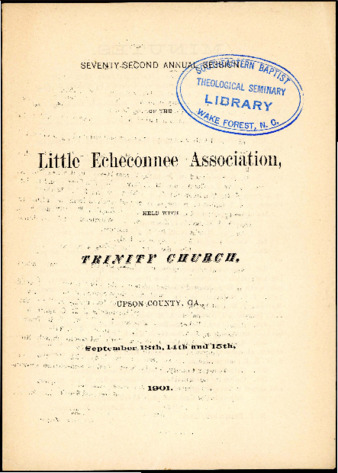 SEVENTY-SECOND ANNUAL SESSION
SOUTHEASTERN BAPTIST
THEOLOGICAL SEMINARY
LIBRARY
WAKE FOREST, N. C.
OF THE
Little Echeconnee Association,
HELD WITH
TRINITY CHURCH,
UPSON COUNTY, GA.,
September 13th, 14th and 15th,
1901.